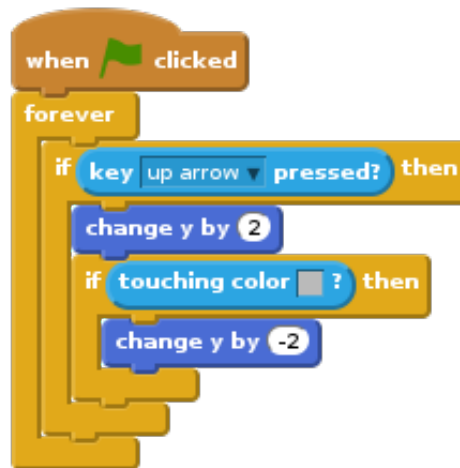 when clicked
forever
if key up arrow pressed? then
change y by 2
if touching color ? then
change y by -2